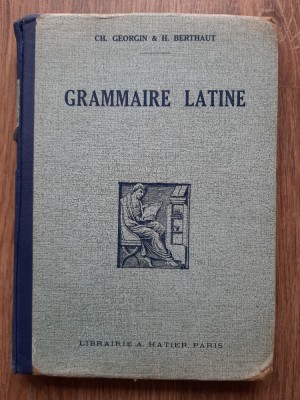 CH. GEORGIN & H. BERTHAUT
GRAMMAIRE LATINE
LIBRAIRIE A. HATIER, PARIS